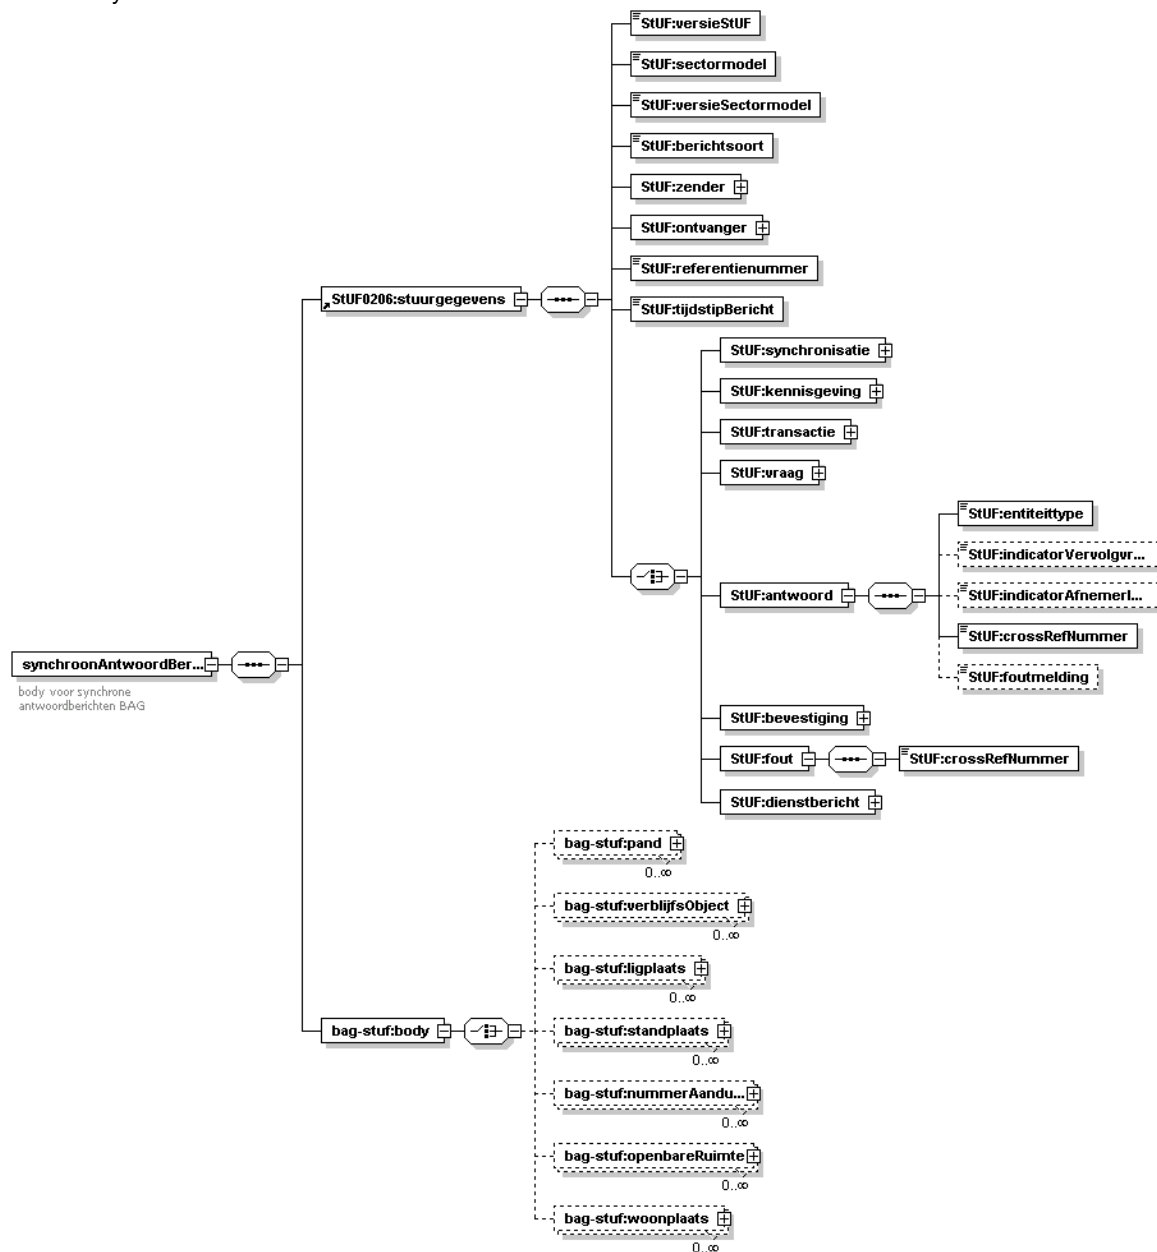 StUF:versieStUF
StUF:sectormodel
StUF:versieSectormodel
StUF:berichtsoort
StUF:zender
StUF:ontvanger
StUF:referentienummer
StUF0206:stuurgegevens
StUF:tijdstipBericht
StUF:synchronisatie
StUF:kennisgeving
StUF:transactie
StUF:vraag
StUF:entiteittype
StUF:indicatorVervolgvr...
StUF:antwoord
StUF:indicatorAfnemerI...
StUF:crossRefNummer
StUF:foutmelding
synchroonAntwoordBer...
body voor synchrone
antwoordberichten BAG
StUF:bevestiging
StUF:fout
StUF:crossRefNummer
StUF:dienstbericht
bag-stuf:pand
0..∞
bag-stuf:verblijfsObject
0..∞
bag-stuf:ligplaats
0..∞
bag-stuf:body
bag-stuf:standplaats
0..∞
bag-stuf:nummerAandu...
0..∞
bag-stuf:openbareRuimte
0..∞
bag-stuf:woonplaats
0..∞